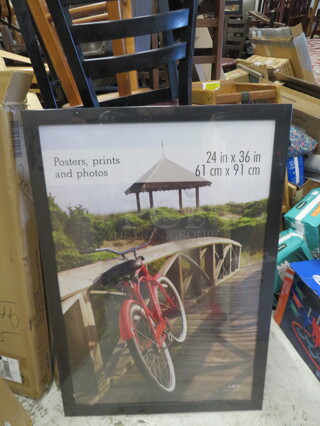 Posters, prints
and photos
24 in x 36 in
61 cm x 91 cm